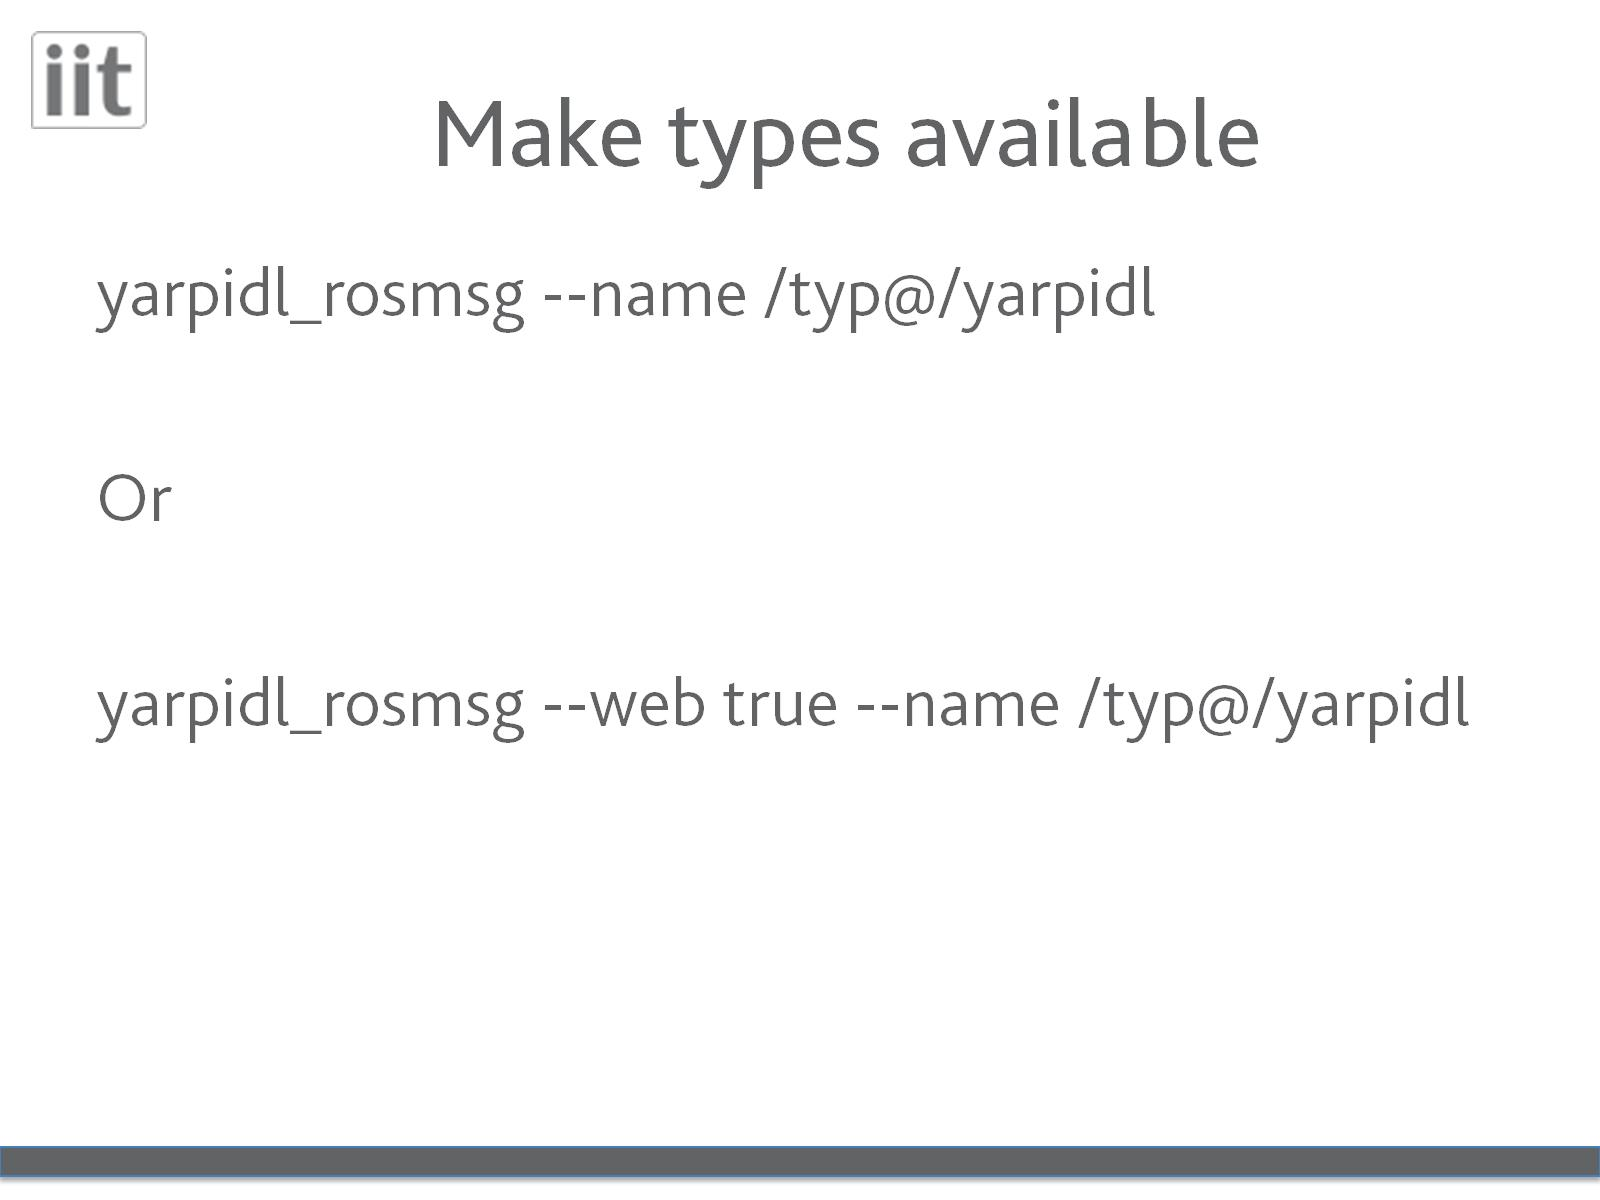 iit
Make types available
yarpidl_rosmsg --name /typ@/yarpidl
Or
yarpidl_rosmsg --web true --name /typ@/yarpidl